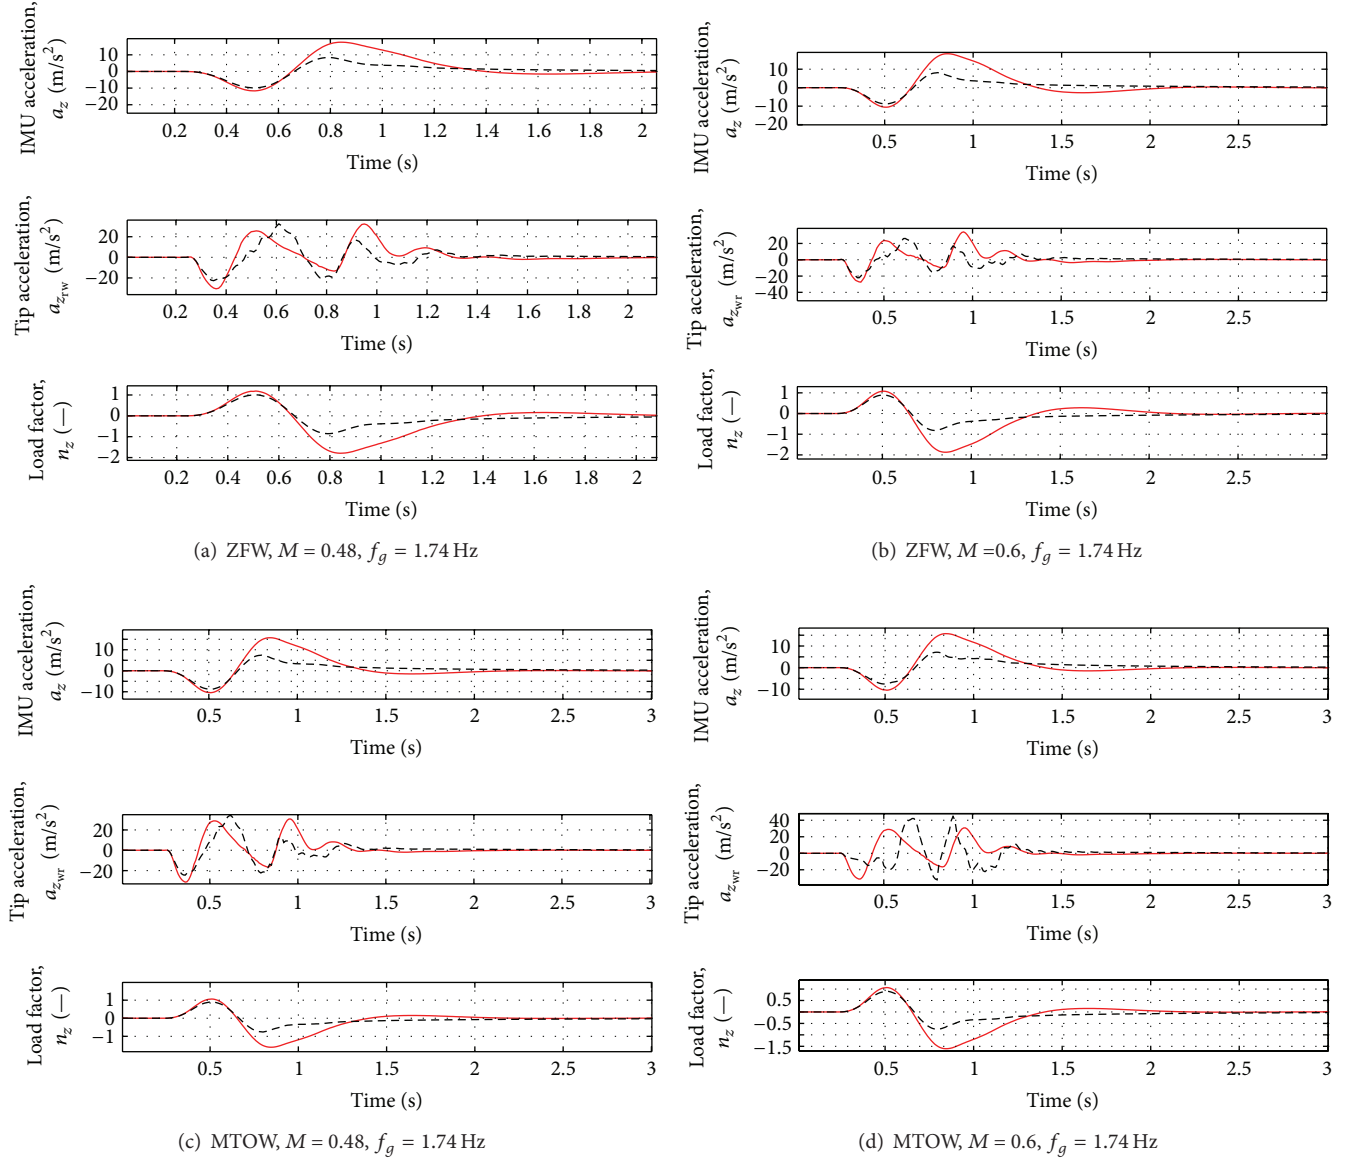 IMU acceleration,
a_z (m/s²)
10
0
−10
−20
0.2 0.4 0.6 0.8 1 1.2 1.4 1.6 1.8 2
Time (s)
Tip acceleration,
a_z_rw (m/s²)
20
0
−20
0.2 0.4 0.6 0.8 1 1.2 1.4 1.6 1.8 2
Time (s)
Load factor,
n_z (—)
1
0
−1
−2
0.2 0.4 0.6 0.8 1 1.2 1.4 1.6 1.8 2
Time (s)
(a) ZFW, M = 0.48, f_g = 1.74 Hz
IMU acceleration,
a_z (m/s²)
10
0
−10
−20
0.5 1 1.5 2 2.5
Time (s)
Tip acceleration,
a_z_wr (m/s²)
20
0
−20
−40
0.5 1 1.5 2 2.5
Time (s)
Load factor,
n_z (—)
1
0
−1
−2
0.5 1 1.5 2 2.5
Time (s)
(b) ZFW, M =0.6, f_g = 1.74 Hz
IMU acceleration,
a_z (m/s²)
10
0
−10
0.5 1 1.5 2 2.5 3
Time (s)
Tip acceleration,
a_z_wr (m/s²)
20
0
−20
0.5 1 1.5 2 2.5 3
Time (s)
Load factor,
n_z (—)
1
0
−1
0.5 1 1.5 2 2.5 3
Time (s)
(c) MTOW, M = 0.48, f_g = 1.74 Hz
IMU acceleration,
a_z (m/s²)
10
0
−10
0.5 1 1.5 2 2.5 3
Time (s)
Tip acceleration,
a_z_wr (m/s²)
40
20
0
−20
0.5 1 1.5 2 2.5 3
Time (s)
Load factor,
n_z (—)
0.5
−0.5
−1.5
0.5 1 1.5 2 2.5 3
Time (s)
(d) MTOW, M = 0.6, f_g = 1.74 Hz